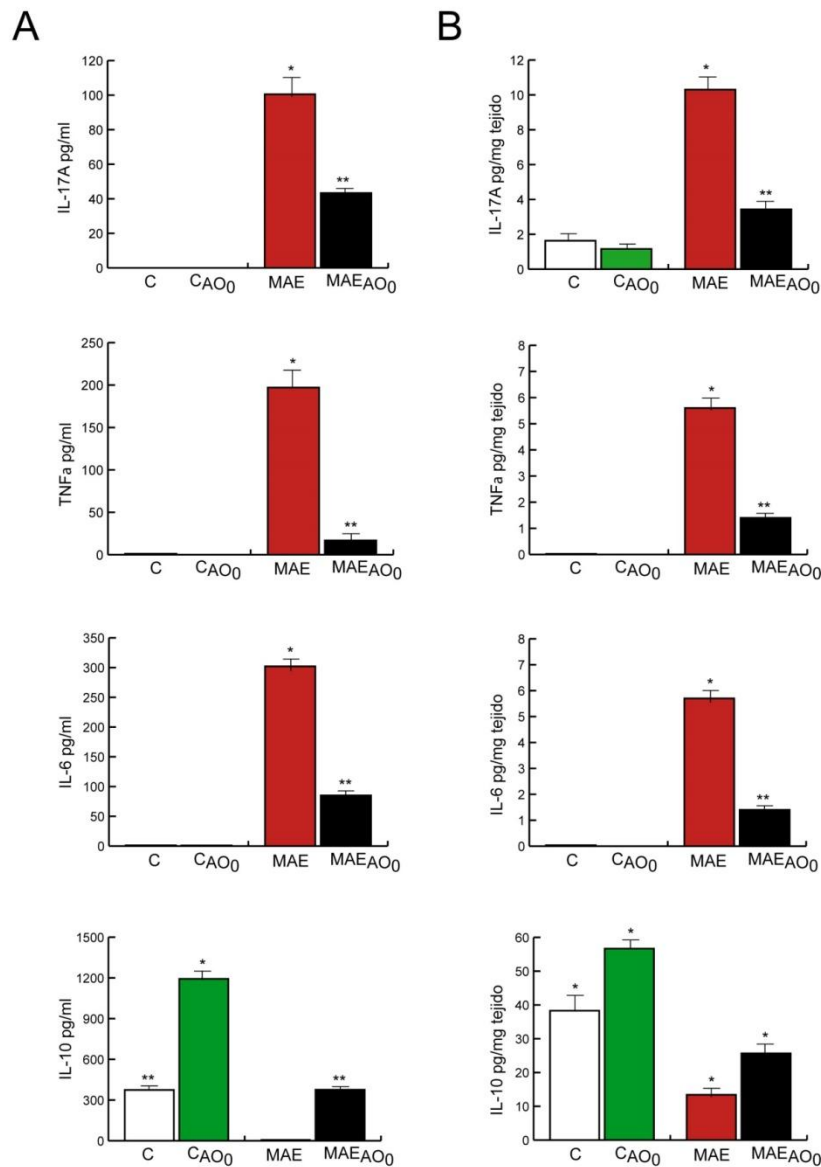 A
B
IL-17A pg/ml
120
100
80
60
40
20
0
*
**
C
CAO0
MAE
MAEAO0
IL-17A pg/mg tejido
12
10
8
6
4
2
0
*
**
C
CAO0
MAE
MAEAO0
TNFa pg/ml
250
200
150
100
50
0
*
**
C
CAO0
MAE
MAEAO0
TNFa pg/mg tejido
8
7
6
5
4
3
2
1
0
*
**
C
CAO0
MAE
MAEAO0
IL-6 pg/ml
350
300
250
200
150
100
50
0
*
**
C
CAO0
MAE
MAEAO0
IL-6 pg/mg tejido
8
7
6
5
4
3
2
1
0
*
**
C
CAO0
MAE
MAEAO0
IL-10 pg/ml
1500
1200
900
600
300
0
**
*
**
C
CAO0
MAE
MAEAO0
IL-10 pg/mg tejido
60
50
40
30
20
10
0
*
*
*
*
C
CAO0
MAE
MAEAO0